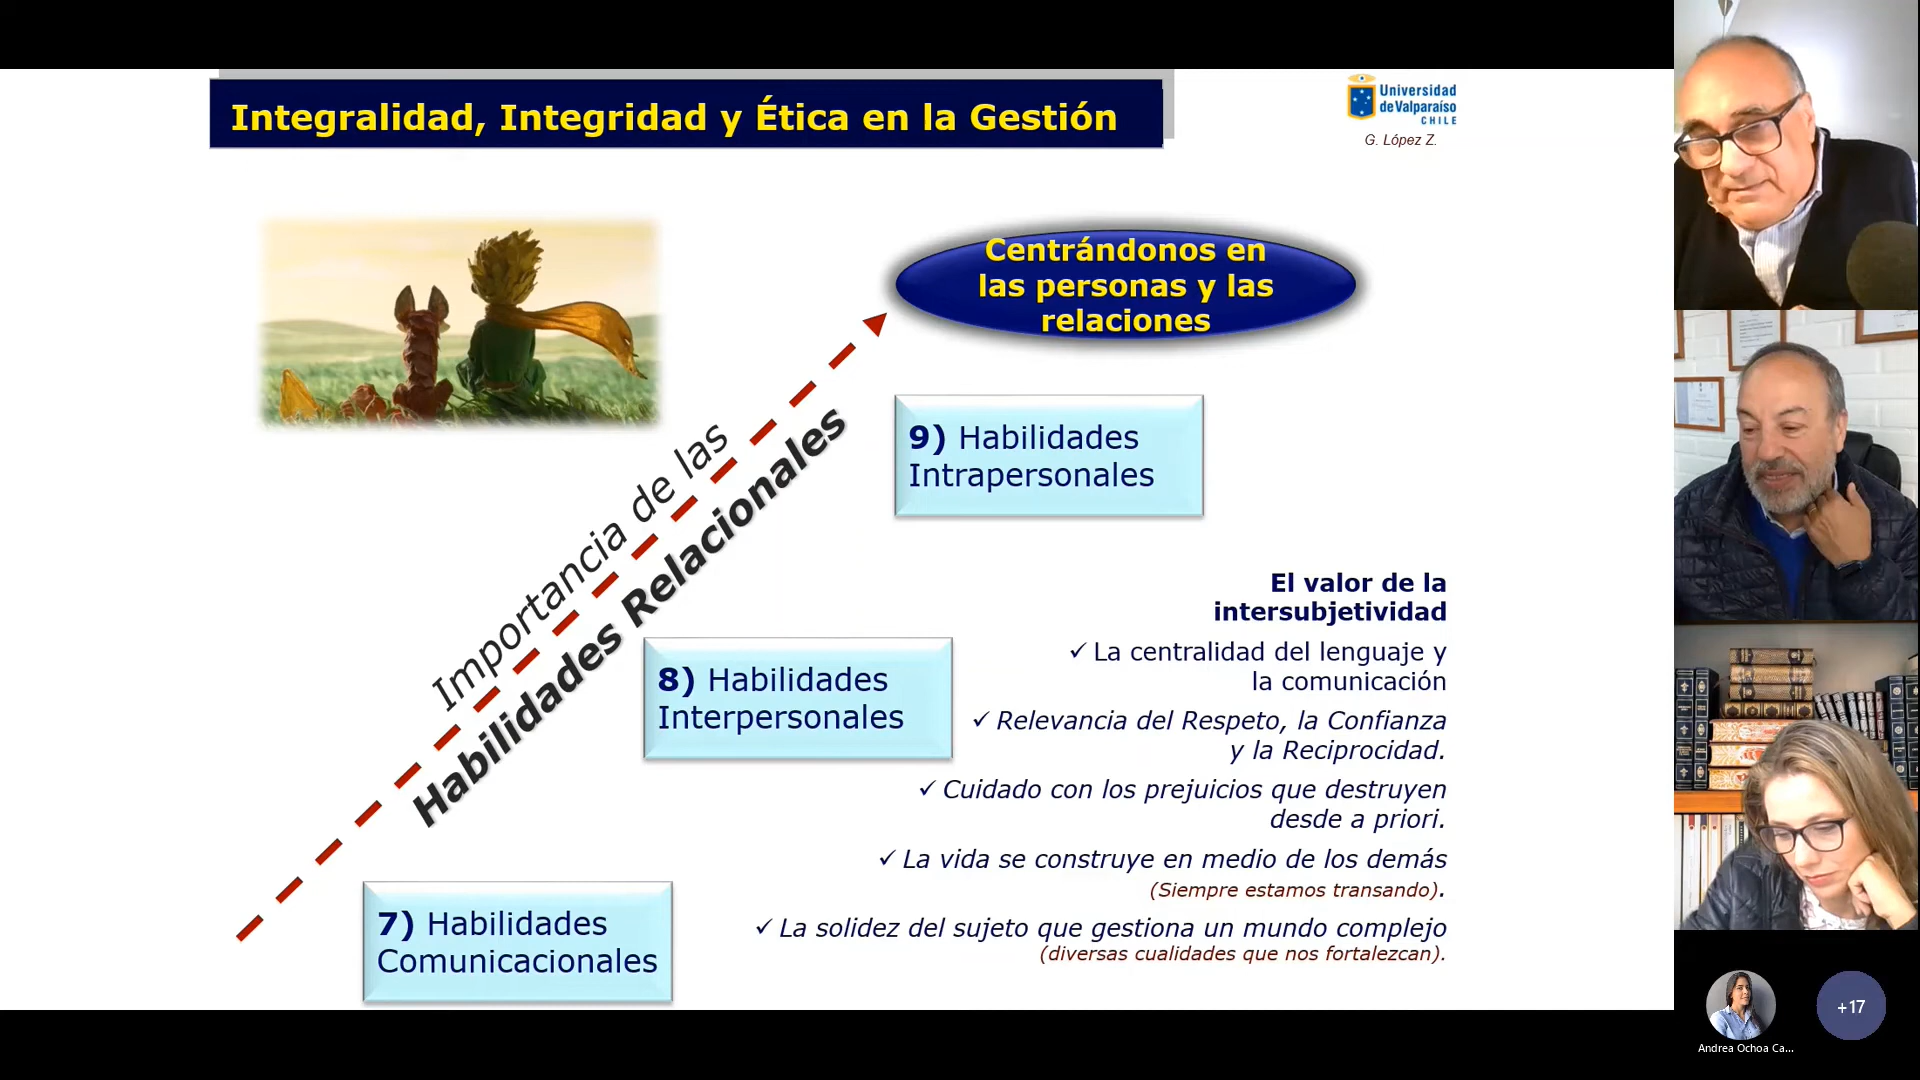 Integralidad, Integridad y Ética en la Gestión
Universidad
de Valparaíso
CHILE
G. López Z.
Centrándonos en
las personas y las
relaciones
Importancia de las
Habilidades Relacionales
9) Habilidades
Intrapersonales
8) Habilidades
Interpersonales
7) Habilidades
Comunicacionales
El valor de la
intersubjetividad
✓ La centralidad del lenguaje y
la comunicación
✓ Relevancia del Respeto, la Confianza
y la Reciprocidad.
✓ Cuidado con los prejuicios que destruyen
desde a priori.
✓ La vida se construye en medio de los demás
(Siempre estamos transando).
✓ La solidez del sujeto que gestiona un mundo complejo
(diversas cualidades que nos fortalezcan).
Andrea Ochoa Ca...
+17